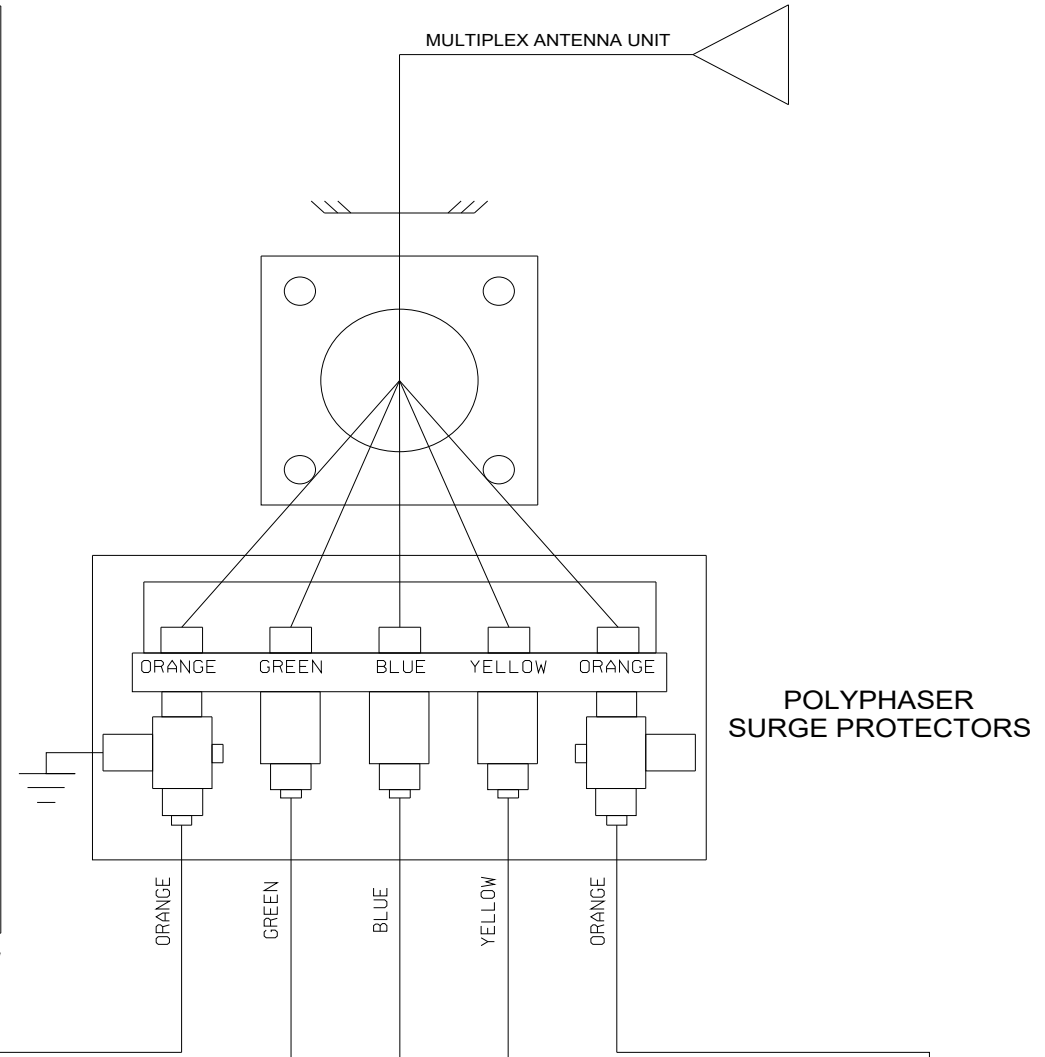 MULTIPLEX ANTENNA UNIT
ORANGE GREEN BLUE YELLOW ORANGE
POLYPHASER
SURGE PROTECTORS
ORANGE
GREEN
BLUE
YELLOW
ORANGE